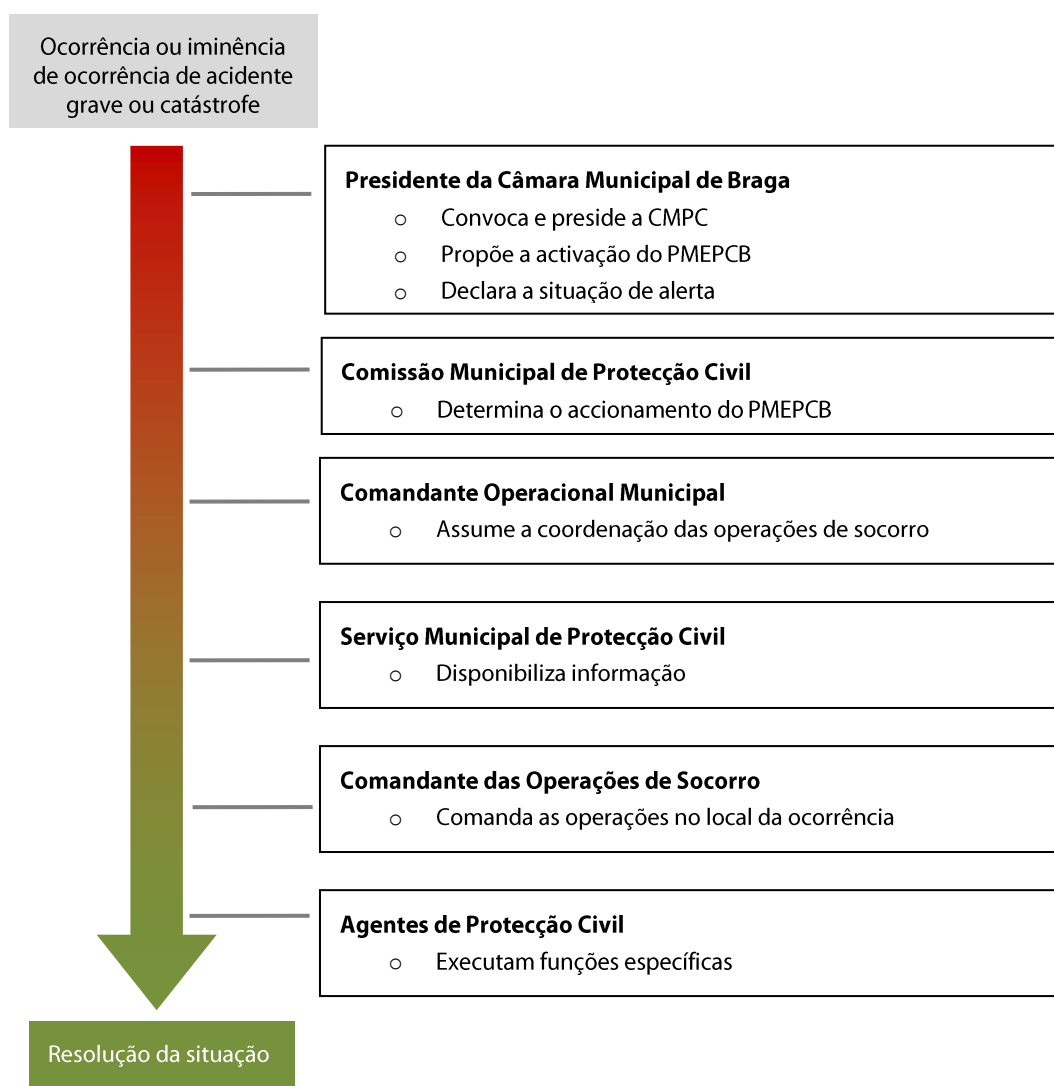 Ocorrência ou iminência
de ocorrência de acidente
grave ou catástrofe
Presidente da Câmara Municipal de Braga
o Convoca e preside a CMPC
o Propõe a activação do PMEPCB
o Declara a situação de alerta
Comissão Municipal de Protecção Civil
o Determina o accionamento do PMEPCB
Comandante Operacional Municipal
o Assume a coordenação das operações de socorro
Serviço Municipal de Protecção Civil
o Disponibiliza informação
Comandante das Operações de Socorro
o Comanda as operações no local da ocorrência
Agentes de Protecção Civil
o Executam funções específicas
Resolução da situação